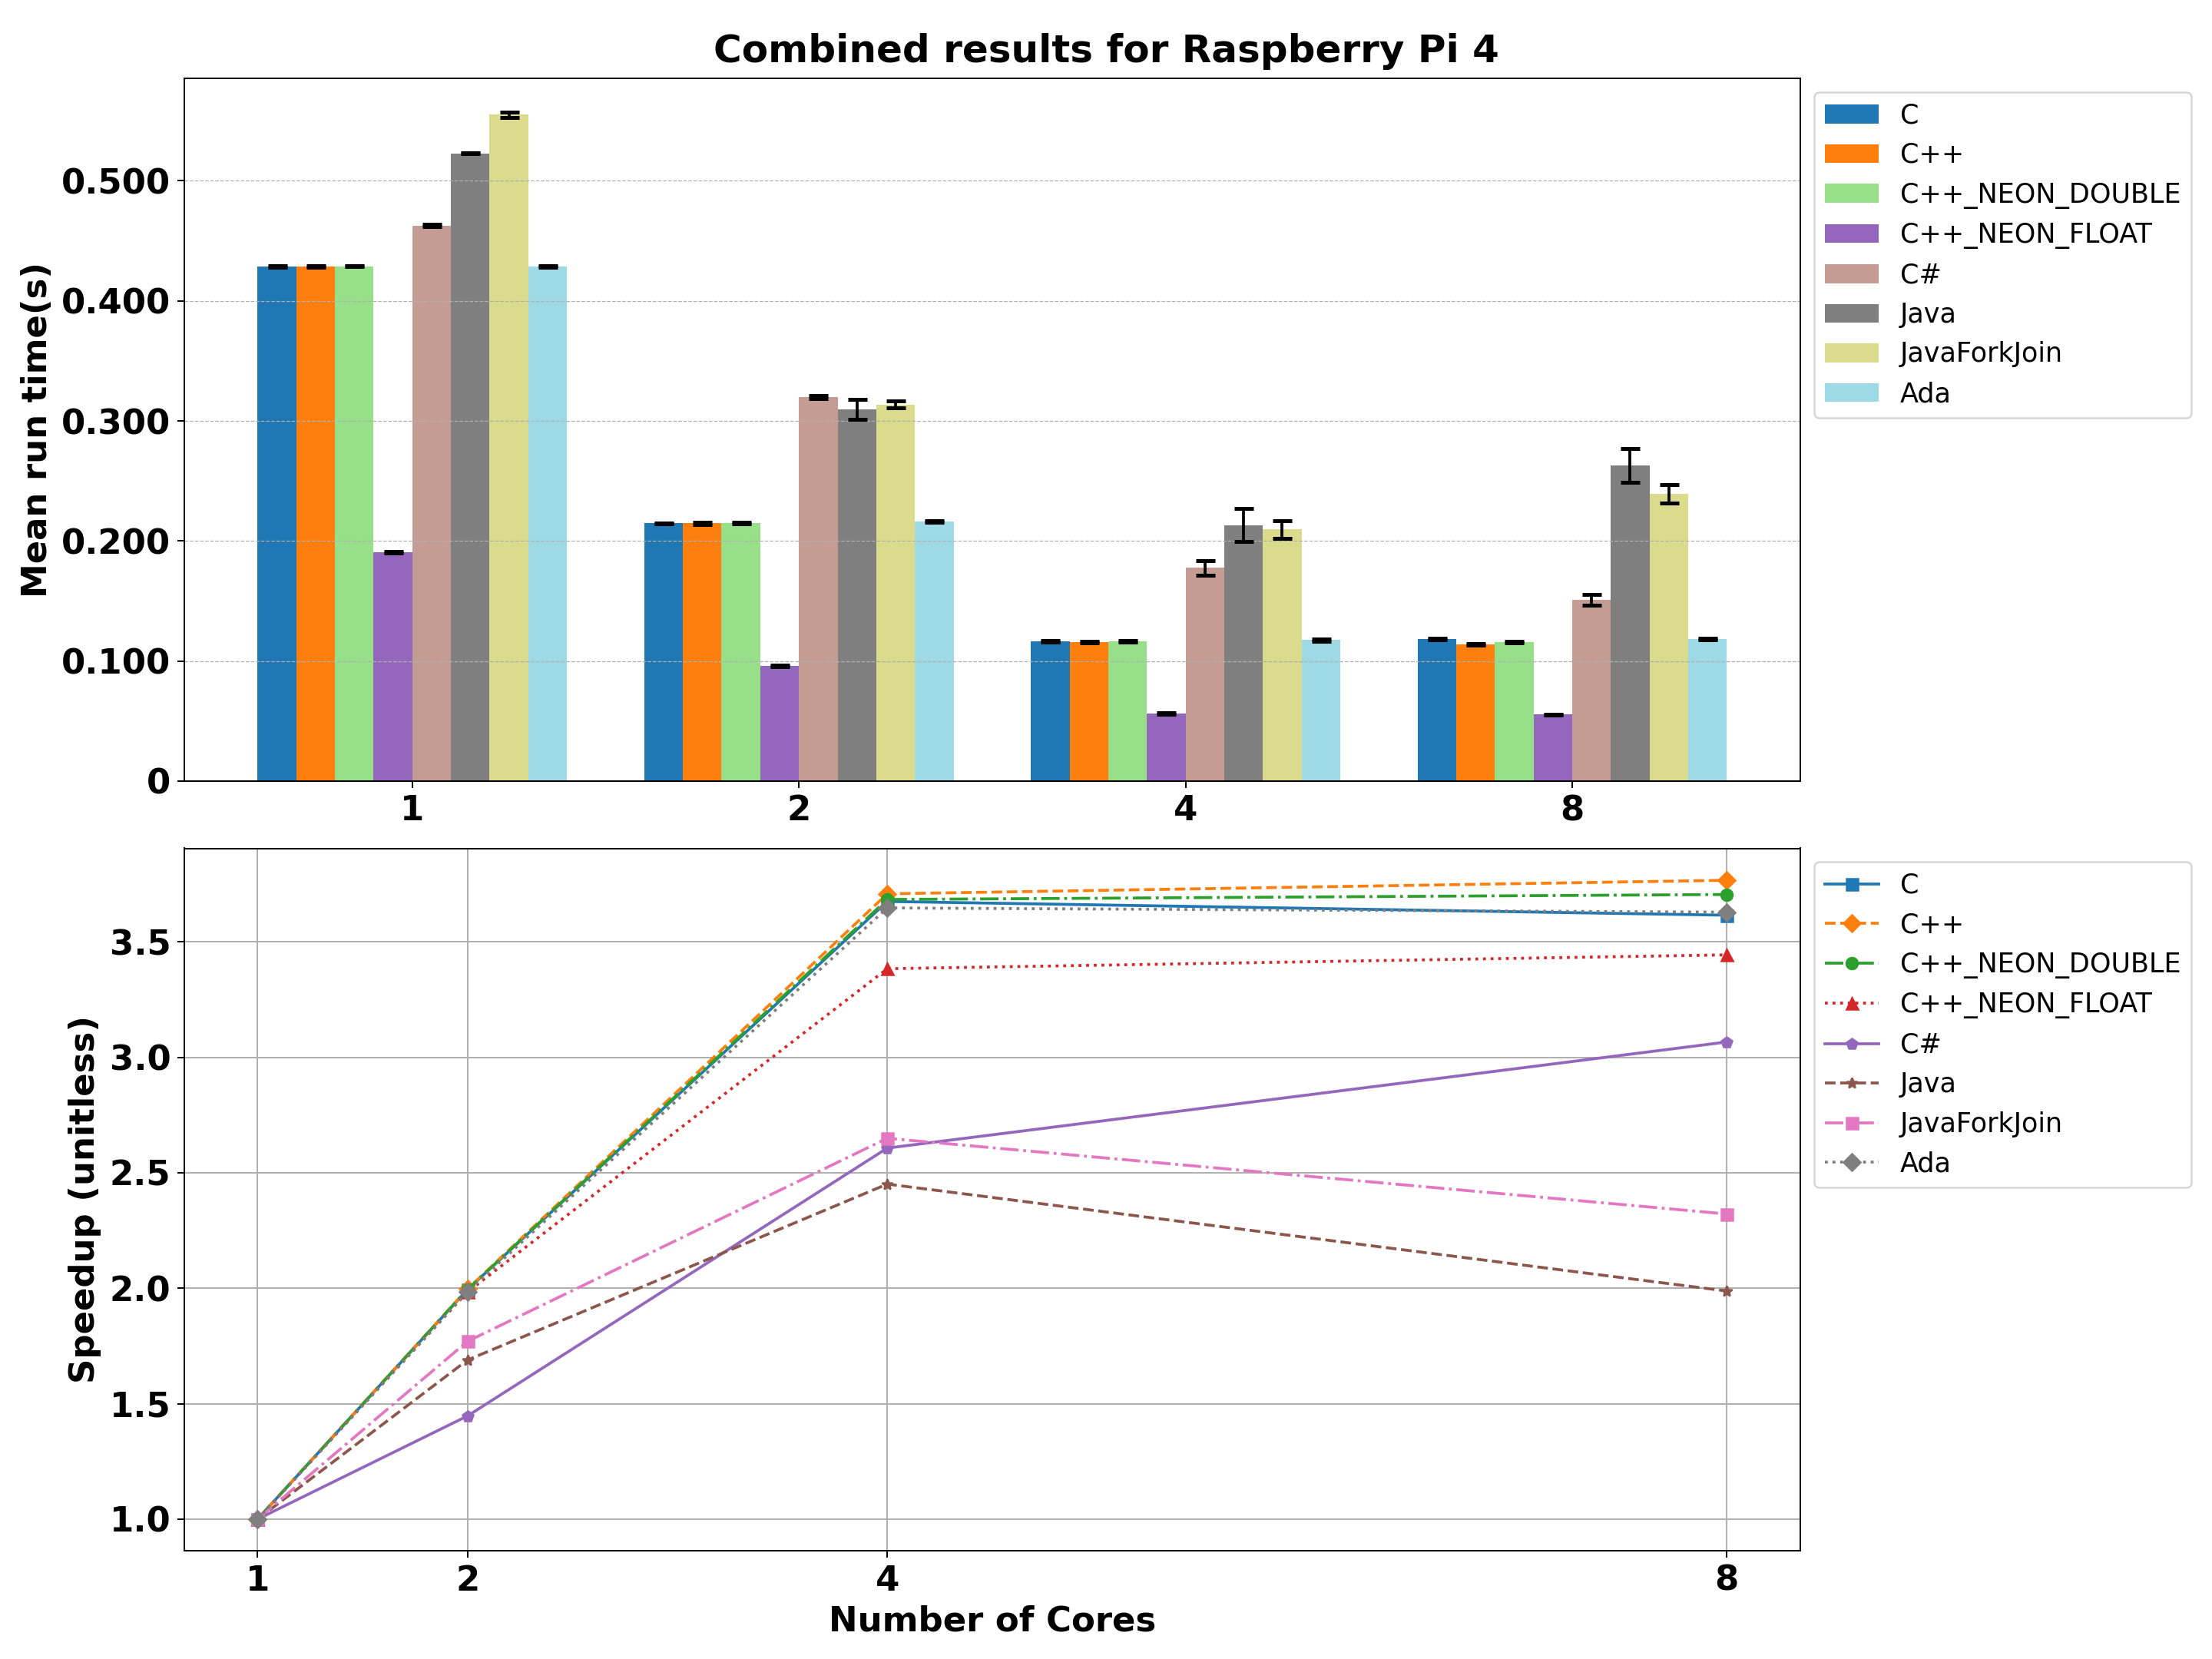 Combined results for Raspberry Pi 4
Mean run time(s)
0.500
0.400
0.300
0.200
0.100
0
1 2 4 8
C
C++
C++_NEON_DOUBLE
C++_NEON_FLOAT
C#
Java
JavaForkJoin
Ada
Speedup (unitless)
3.5
3.0
2.5
2.0
1.5
1.0
1 2 4 8
Number of Cores
C
C++
C++_NEON_DOUBLE
C++_NEON_FLOAT
C#
Java
JavaForkJoin
Ada